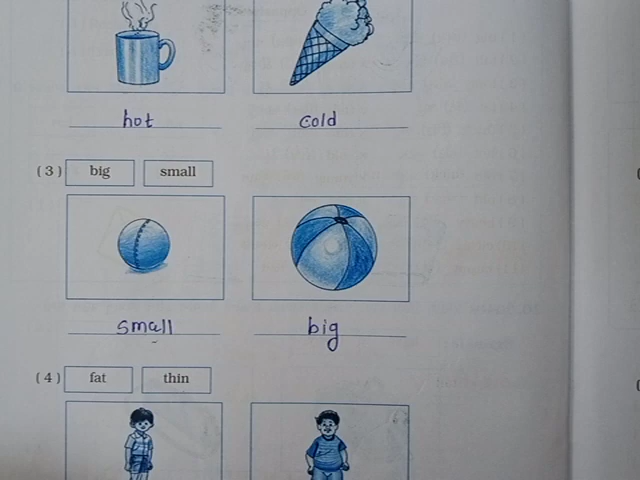 hot cold
(3) big small
small big
(4) fat thin